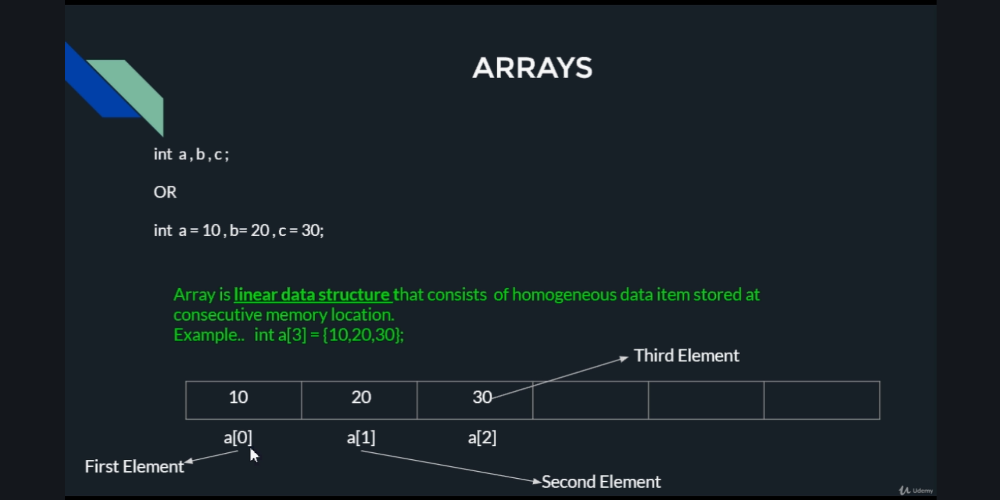 ARRAYS
int a,b,c;
OR
int a = 10,b= 20,c = 30;
Array is linear data structure that consists of homogeneous data item stored at
consecutive memory location.
Example.. int a[3] = {10,20,30};
Third Element
10 20 30
a[0] a[1] a[2]
First Element
Second Element
Udemy